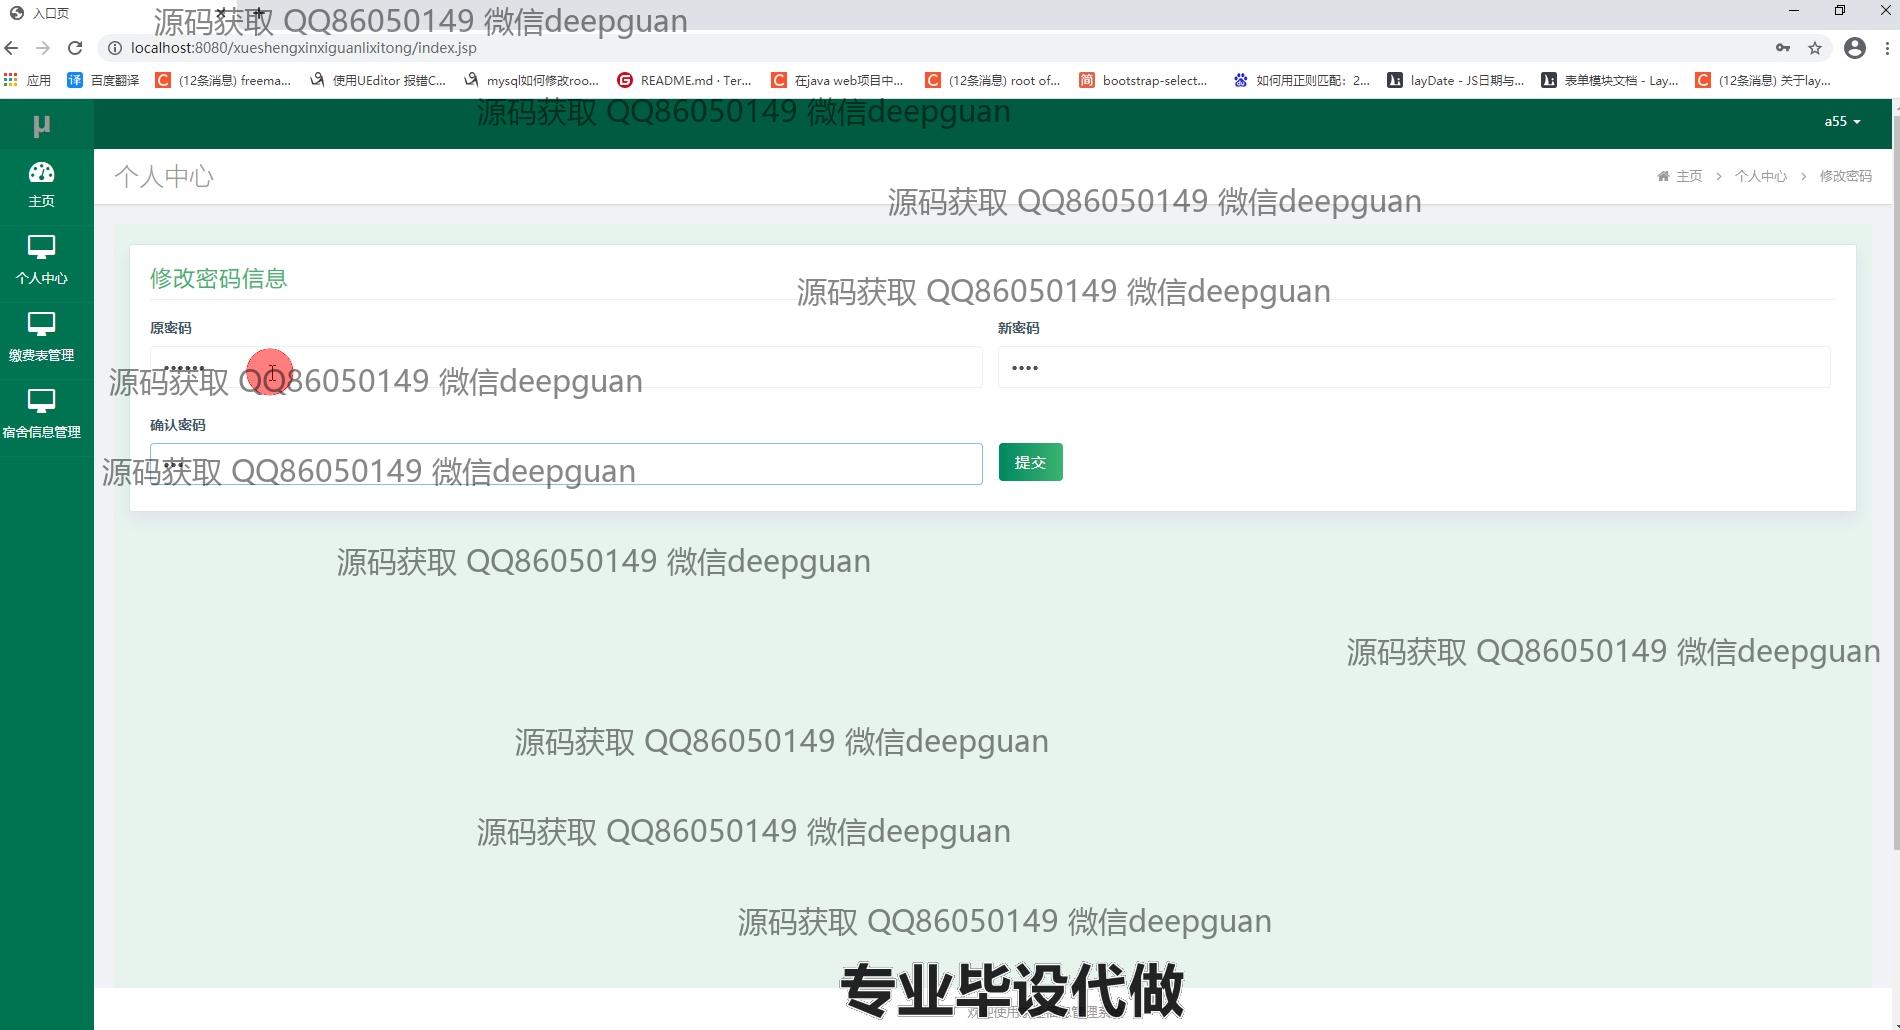 入口页
源码获取 QQ86050149 微信deepguan
localhost:8080/xueshengxinxiguanlixitong/index.jsp
应用
百度翻译
(12条消息) freema...
使用UEditor 报错C...
mysql如何修改roo...
README.md · Ter...
在java web项目中...
(12条消息) root of...
bootstrap-select...
如何用正则匹配：2...
layDate - JS日期与...
表单模块文档 - Lay...
(12条消息) 关于lay...
源码获取 QQ86050149 微信deepguan
μ
a55
个人中心
主页 > 个人中心 > 修改密码
源码获取 QQ86050149 微信deepguan
主页
个人中心
缴费表管理
宿舍信息管理
修改密码信息
源码获取 QQ86050149 微信deepguan
原密码
新密码
••••••
••••
源码获取 QQ86050149 微信deepguan
确认密码
提交
源码获取 QQ86050149 微信deepguan
源码获取 QQ86050149 微信deepguan
源码获取 QQ86050149 微信deepguan
源码获取 QQ86050149 微信deepguan
源码获取 QQ86050149 微信deepguan
源码获取 QQ86050149 微信deepguan
专业毕设代做